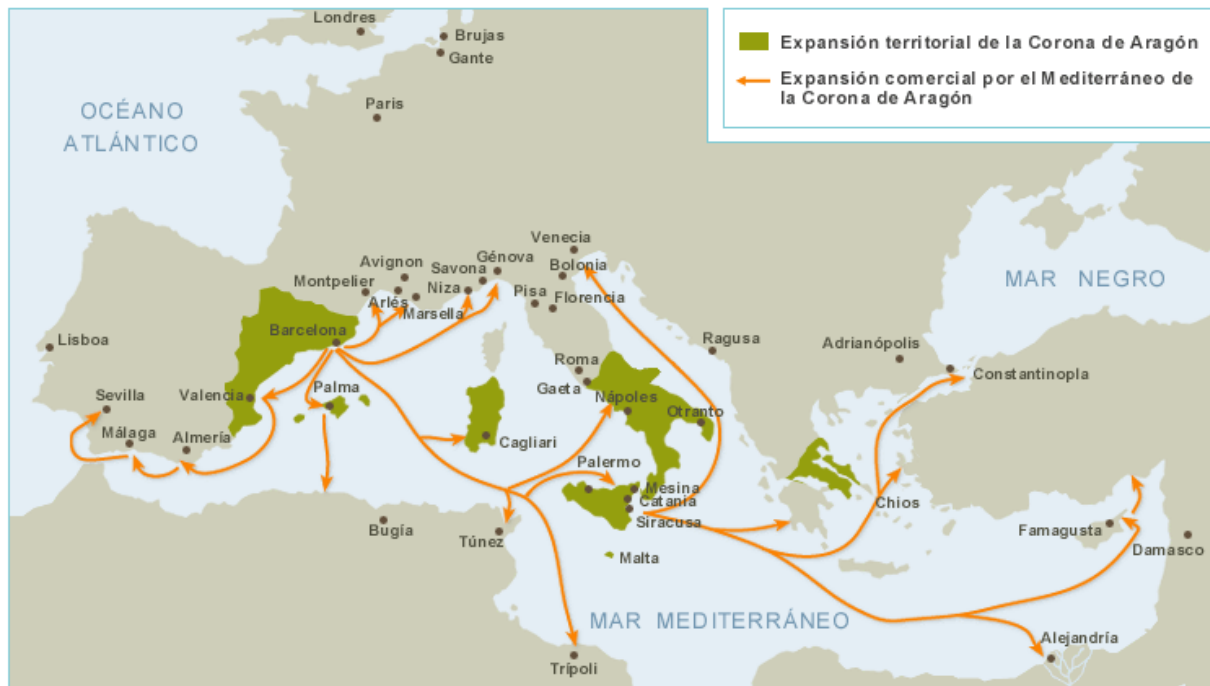 Londres
Brujas
Gante
Expansión territorial de la Corona de Aragón
Expansión comercial por el Mediterráneo de
la Corona de Aragón
OCÉANO
ATLÁNTICO
Paris
Venecia
Bolonia
Avignon
Savona
Génova
Montpelier
Niza
Arlés
Marsella
Pisa
Florencia
MAR NEGRO
Lisboa
Barcelona
Ragusa
Adrianópolis
Constantinopla
Roma
Gaeta
Sevilla
Valencia
Palma
Nápoles
Otranto
Málaga
Almería
Cagliari
Palermo
Mesina
Catania
Siracusa
Chios
Bugía
Túnez
Malta
Famagusta
Damasco
MAR MEDITERRÁNEO
Alejandría
Trípoli